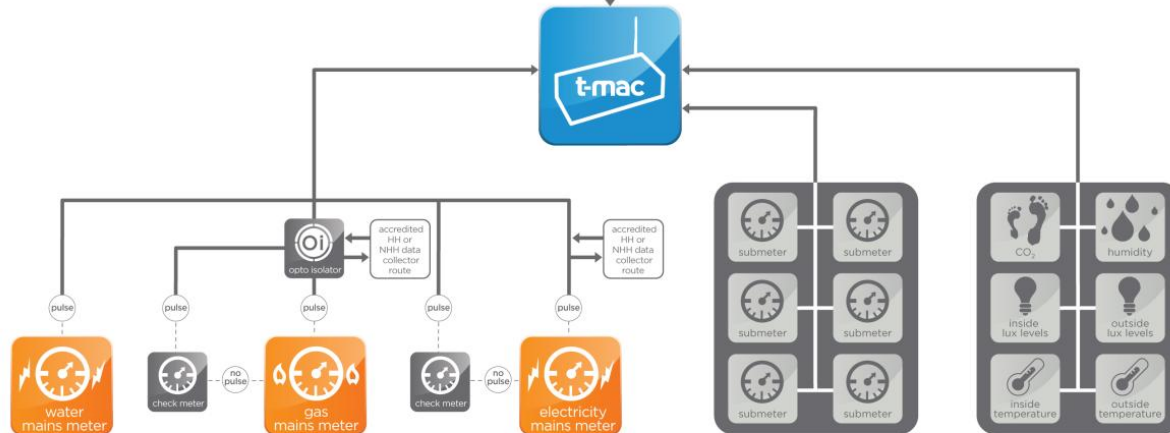 t-mac
Oi
opto isolator
accredited
HH or
NHH data
collector
route
accredited
HH or
NHH data
collector
route
pulse
pulse
pulse
pulse
pulse
water
mains meter
check meter
no
pulse
gas
mains meter
check meter
no
pulse
electricity
mains meter
submeter
submeter
submeter
submeter
submeter
submeter
CO₂
humidity
inside
lux levels
outside
lux levels
inside
temperature
outside
temperature